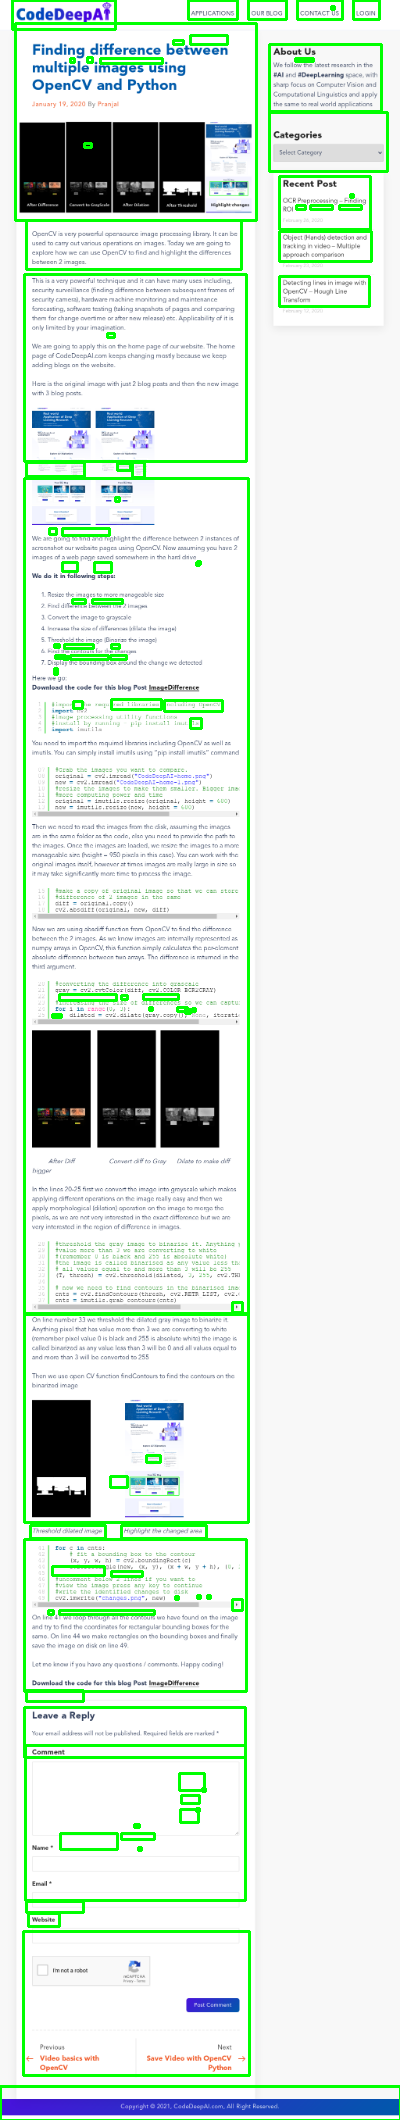 CodeDeepAI
APPLICATIONS
OUR BLOG
CONTACT US
LOGIN
Finding difference between
multiple images using
OpenCV and Python
January 19, 2020 By Pranjal
After Difference
Convert to Grayscale
After Dilation
After Threshold
Highlight changes
OpenCV is very powerful opensource image processing library. It can be
used to carry out various operations on images. Today we are going to
explore how we can use OpenCV to find and highlight the differences
between 2 images.
This is a very powerful technique and it can have many uses including,
security surveillance (finding difference between subsequent frames of
security camera), hardware machine monitoring and maintenance
forecasting, software testing (taking snapshots of pages and comparing
them for change overtime or after new release) etc. Applicability of it is
only limited by your imagination.
We are going to apply this on the home page of our website. The home
page of CodeDeepAI.com keeps changing mostly because we keep
adding blogs on the website.
Here is the original image with just 2 blog posts and then the new image
with 3 blog posts.
We are going to find and highlight the difference between 2 instances of
screenshot our website pages using OpenCV. Now assuming you have 2
images of a web page saved somewhere in the hard drive
We do it in following steps:
1. Resize the images to more manageable size
2. Find difference between the 2 images
3. Convert the image to grayscale
4. Increase the size of differences (dilate the image)
5. Threshold the image (Binarize the image)
6. Find the contours for the changes
7. Display the bounding box around the change we detected
Here we go:
Download the code for this blog Post ImageDifference
#import the required libraries including OpenCV
import cv2
#image processing utility functions
#install by running - pip install imutils
import imutils
You need to import the required libraries including OpenCV as well as
imutils. You can simply install imutils using "pip install imutils" command
#Grab the images you want to compare.
original = cv2.imread("CodeDeepAI-home.png")
new = cv2.imread("CodeDeepAI-home-1.png")
#resize the images to make them smaller. Bigger ima
#more computing power and time
original = imutils.resize(original, height = 600)
new = imutils.resize(new, height = 600)
Then we need to read the images from the disk, assuming the images
are in the same folder as the code, else you need to provide the path to
the images. Once the images are loaded, we resize the images to a more
manageable size (height = 950 pixels in this case). You can work with the
original images itself, however at times images are really large in size so
it may take significantly more time to process the image.
#make a copy of original image so that we can store
#difference of 2 images in the same
diff = original.copy()
cv2.absdiff(original, new, diff)
Now we are using absdiff function from OpenCV to find the difference
between the 2 images. As we know images are internally represented as
numpy arrays in OpenCV, this function simply calculates the per-element
absolute difference between two arrays. The difference is returned in the
third argument.
#converting the difference into grayscale
gray = cv2.cvtColor(diff, cv2.COLOR_BGR2GRAY)
#increasing the size of differences so we can captu
for i in range(0, 3):
dilated = cv2.dilate(gray.copy(), None, iterati
After Diff
Convert diff to Gray
Dilate to make diff
bigger
In the lines 20-25 first we convert the image into grayscale which makes
applying different operations on the image really easy and then we
apply morphological (dilation) operation on the image to merge the
pixels, as we are not very interested in the exact difference but we are
very interested in the region of difference in images.
#threshold the gray image to binarize it. Anything
#value more than 3 we are converting to white
#(remember 0 is black and 255 is absolute white)
#the image is called binarised as any value less th
# all values equal to and more than 3 will be 255
(T, thresh) = cv2.threshold(dilated, 3, 255, cv2.TH
# now we need to find contours in the binarised ima
cnts = cv2.findContours(thresh, cv2.RETR_LIST, cv2.
cnts = imutils.grab_contours(cnts)
On line number 33 we threshold the dilated gray image to binarize it.
Anything pixel that has value more than 3 we are converting to white
(remember pixel value 0 is black and 255 is absolute white) the image is
called binarized as any value less than 3 will be 0 and all values equal to
and more than 3 will be converted to 255
Then we use open CV function findContours to find the contours on the
binarized image
Threshold dilated image
Highlight the changed area
for c in cnts:
# fit a bounding box to the contour
(x, y, w, h) = cv2.boundingRect(c)
(new, (x, y), (x + w, y + h), (0,
#uncomment below 2 lines if you want to
#view the image press any key to continue
#write the identified changes to disk
cv2.imwrite("changes.png", new)
On line 41 we loop through all the contours we have found on the image
and try to find the coordinates for rectangular bounding boxes for the
same. On line 44 we make rectangles on the bounding boxes and finally
save the image on disk on line 49.
Let me know if you have any questions / comments. Happy coding!
Download the code for this blog Post ImageDifference
Leave a Reply
Your email address will not be published. Required fields are marked *
Comment
Name *
Email *
Website
I'm not a robot
reCAPTCHA
Privacy - Terms
Post Comment
Previous
Video basics with
OpenCV
Next
Save Video with OpenCV
Python
About Us
We follow the latest research in the
#AI and #DeepLearning space, with
sharp focus on Computer Vision and
Computational Linguistics and apply
the same to real world applications
Categories
Select Category
Recent Post
OCR Preprocessing – Finding
ROI
Object (Hands) detection and
tracking in video – Multiple
approach comparison
Detecting lines in image with
OpenCV – Hough Line
Transform
Copyright © 2021, CodeDeepAI.com, All Right Reserved.